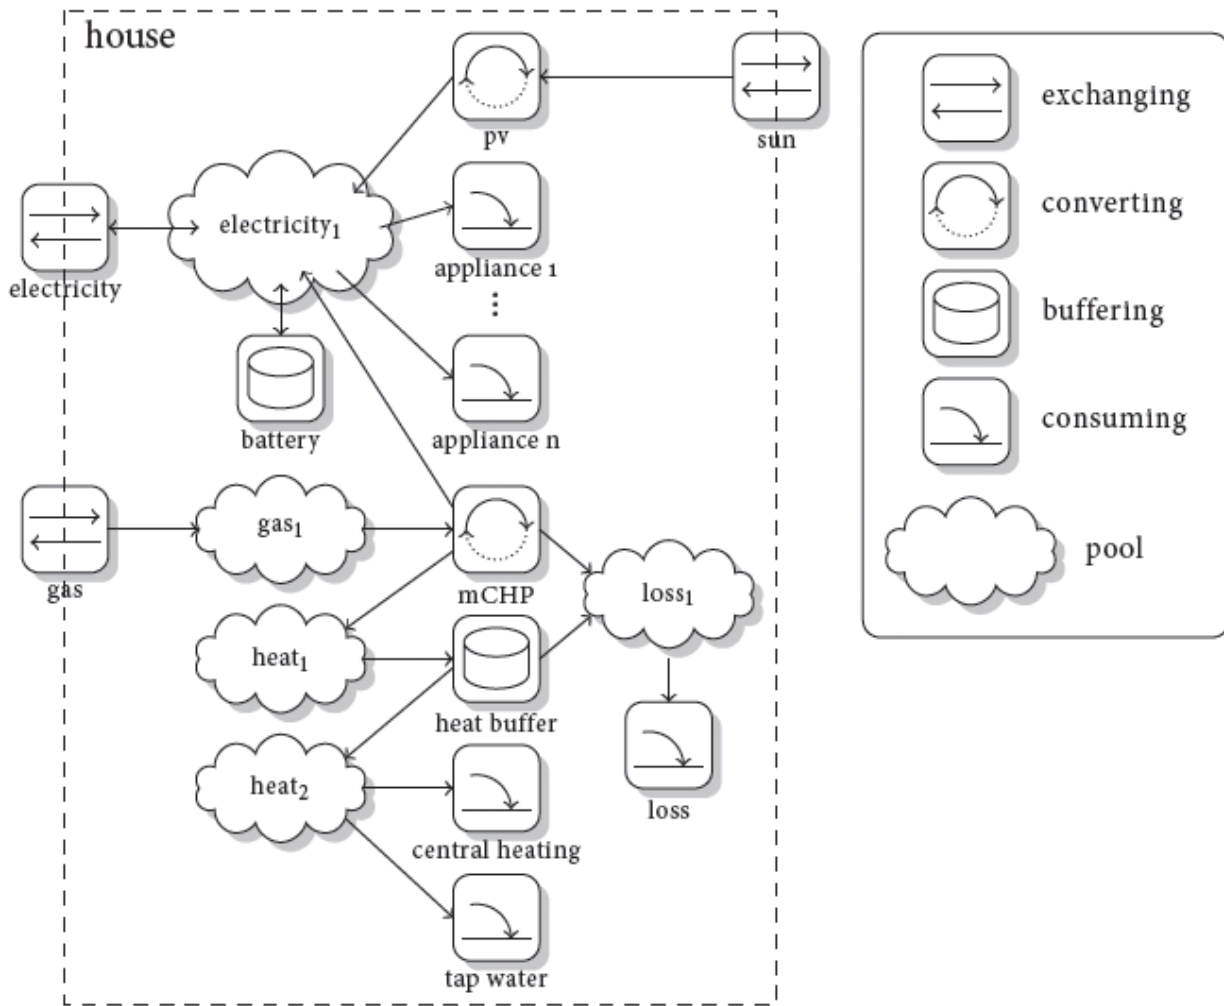 house
pv
sun
electricity₁
electricity
appliance 1
⋮
appliance n
battery
gas₁
gas
mCHP
loss₁
heat₁
heat buffer
heat₂
loss
central heating
tap water
exchanging
converting
buffering
consuming
pool